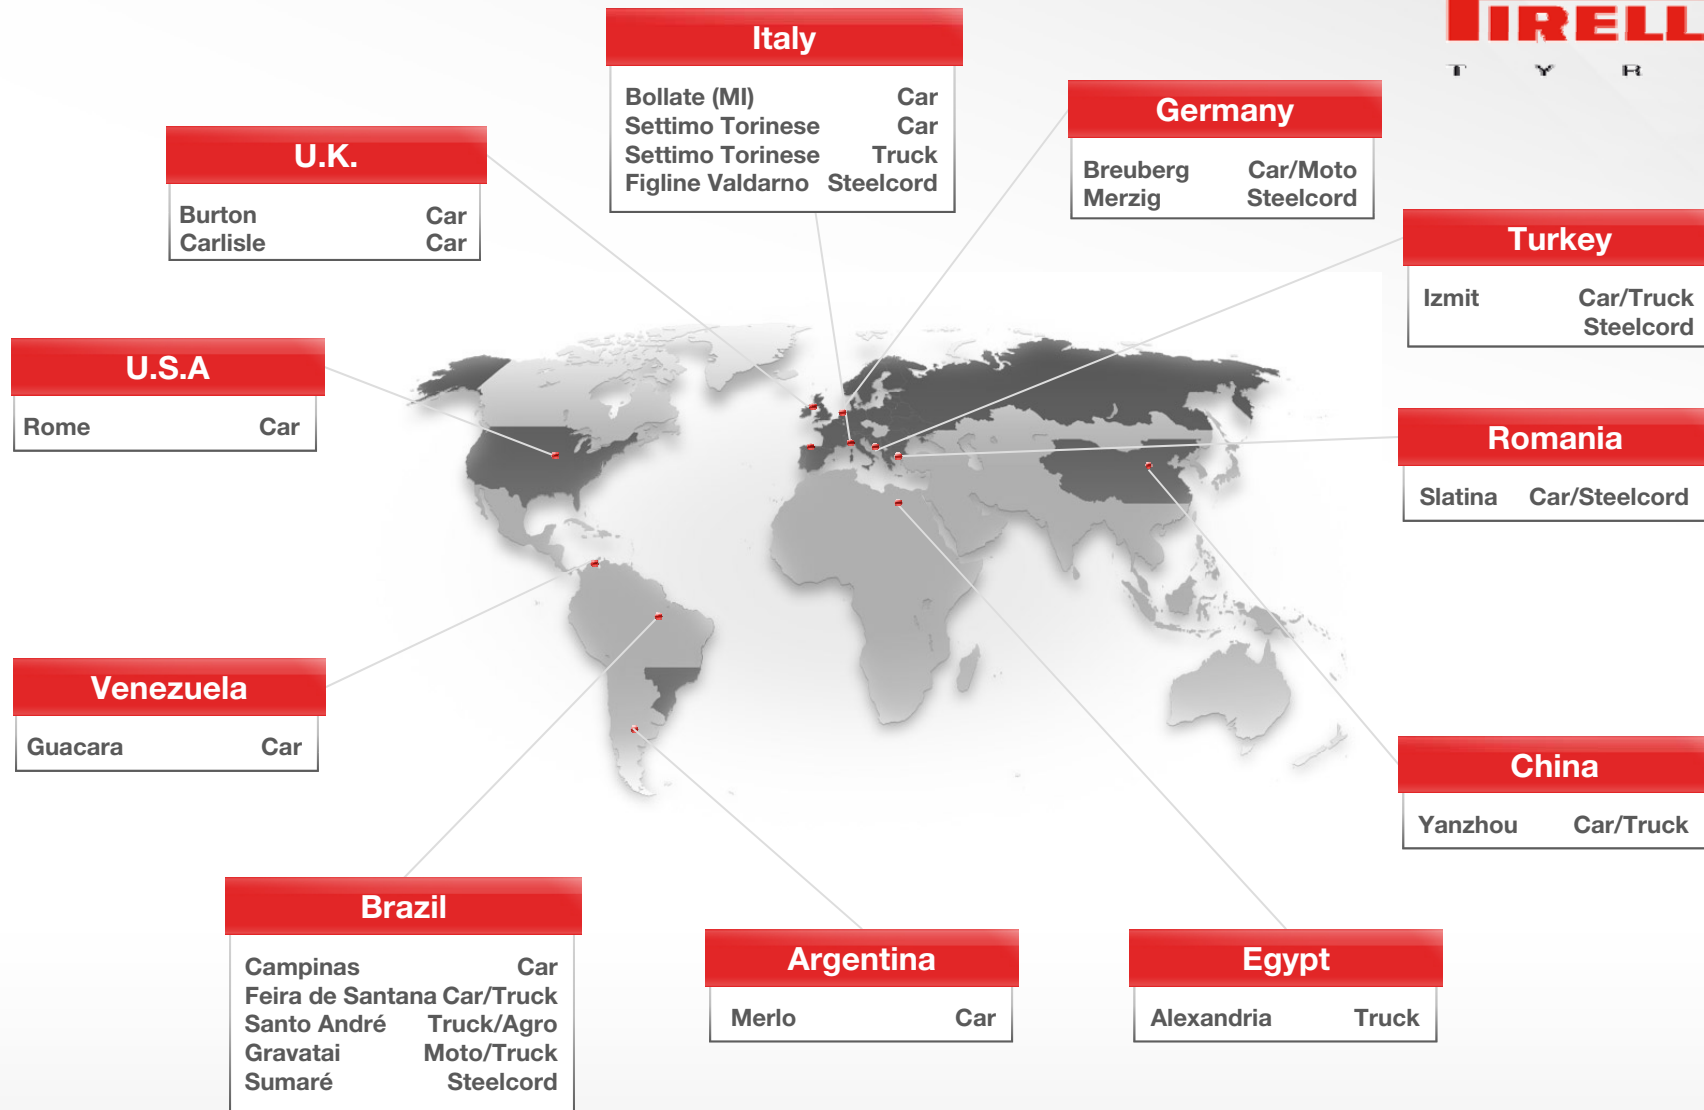 PIRELL
T Y R
Italy
Bollate (MI) Car
Settimo Torinese Car
Settimo Torinese Truck
Figline Valdarno Steelcord
Germany
Breuberg Car/Moto
Merzig Steelcord
U.K.
Burton Car
Carlisle Car
Turkey
Izmit Car/Truck
Steelcord
U.S.A
Rome Car
Romania
Slatina Car/Steelcord
Venezuela
Guacara Car
China
Yanzhou Car/Truck
Brazil
Campinas Car
Feira de Santana Car/Truck
Santo André Truck/Agro
Gravatai Moto/Truck
Sumaré Steelcord
Argentina
Merlo Car
Egypt
Alexandria Truck